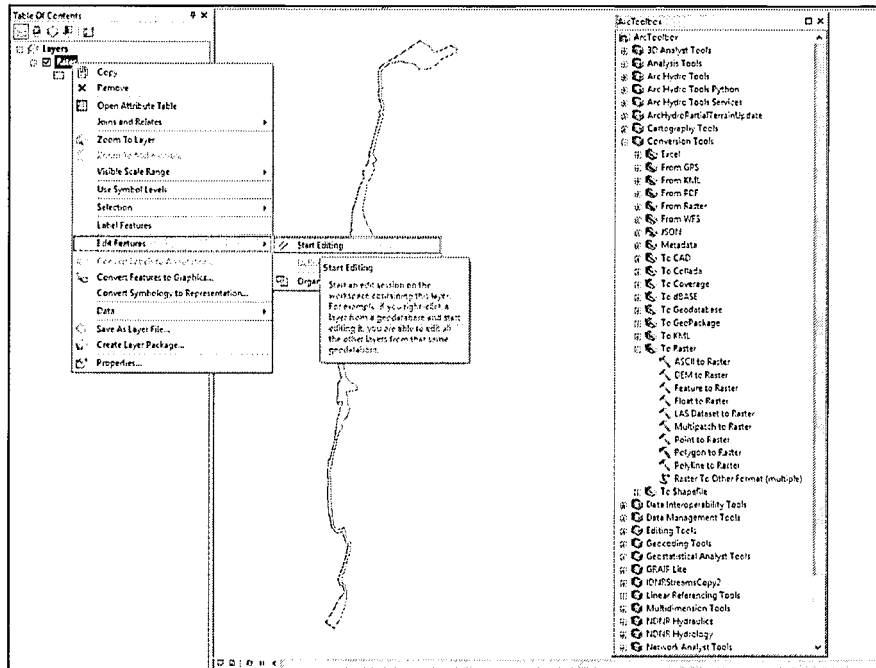 Table Of Contents
Layers
Copy
Remove
Open Attribute Table
Joins and Relates
Zoom To Layer
Visible Scale Range
Use Symbol Levels
Selection
Label Features
Edit Features
Convert Features to Graphics...
Convert Symbology to Representation...
Data
Save As Layer File...
Create Layer Package...
Properties...
Start Editing
Start Editing
Start an edit session on the
workspace containing this layer.
For example, if you right-click a
layer from a geodatabase and start
editing it, you are able to edit all
the other layers from that same
geodatabase.
ArcToolbox
ArcToolbox
3D Analyst Tools
Analysis Tools
Arc Hydro Tools
Arc Hydro Tools Python
Arc Hydro Tools Services
ArcHydroPartialTerrainUpdate
Cartography Tools
Conversion Tools
Excel
From GPS
From KML
From PDF
From Raster
From WFS
JSON
Metadata
To CAD
To Collada
To Coverage
To dBASE
To Geodatabase
To GeoPackage
To KML
To Raster
ASCII to Raster
DEM to Raster
Feature to Raster
Float to Raster
LAS Dataset to Raster
Multipatch to Raster
Point to Raster
Polygon to Raster
Polyline to Raster
Raster To Other Format (multiple)
To Shapefile
Data Interoperability Tools
Data Management Tools
Editing Tools
Geocoding Tools
Geostatistical Analyst Tools
GRAIP Lite
IDNRStreamsCopy2
Linear Referencing Tools
Multidimension Tools
NDNR Hydraulics
NDNR Hydrology
Network Analyst Tools